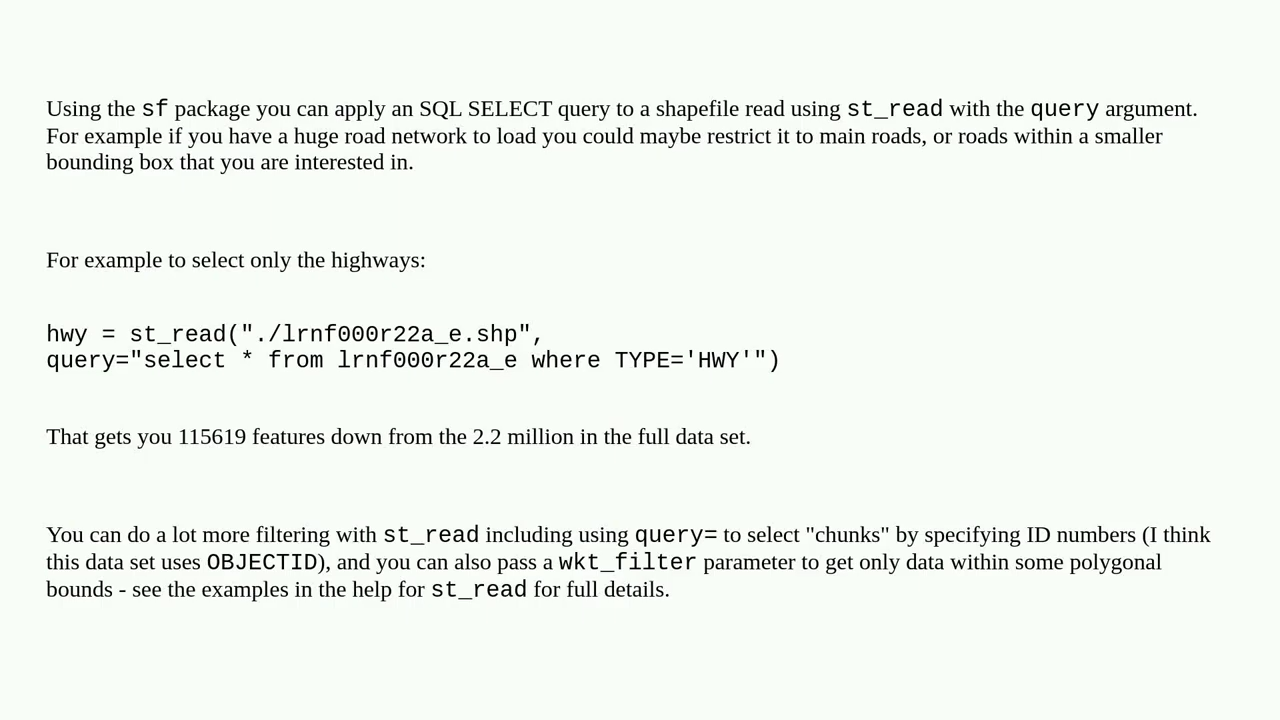 Using the sf package you can apply an SQL SELECT query to a shapefile read using st_read with the query argument.
For example if you have a huge road network to load you could maybe restrict it to main roads, or roads within a smaller
bounding box that you are interested in.
For example to select only the highways:
hwy = st_read("./lrnf000r22a_e.shp",
query="select * from lrnf000r22a_e where TYPE='HWY'")
That gets you 115619 features down from the 2.2 million in the full data set.
You can do a lot more filtering with st_read including using query= to select "chunks" by specifying ID numbers (I think
this data set uses OBJECTID), and you can also pass a wkt_filter parameter to get only data within some polygonal
bounds - see the examples in the help for st_read for full details.